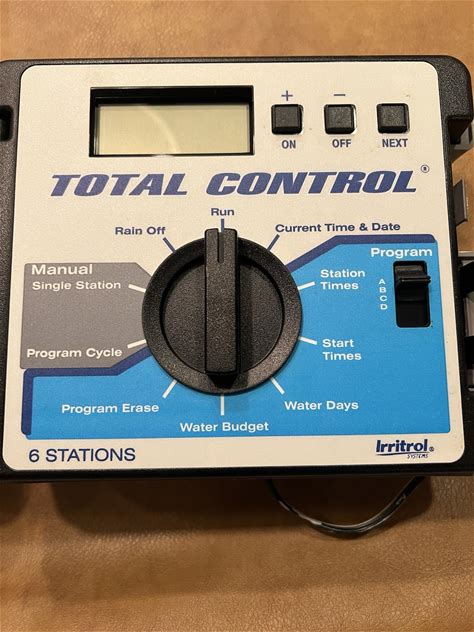 + −
ON OFF NEXT
TOTAL CONTROL®
Run
Rain Off
Current Time & Date
Manual
Single Station
Program
A
B
C
D
Station
Times
Program Cycle
Start
Times
Program Erase
Water Budget
Water Days
6 STATIONS
Irritrol
SYSTEMS